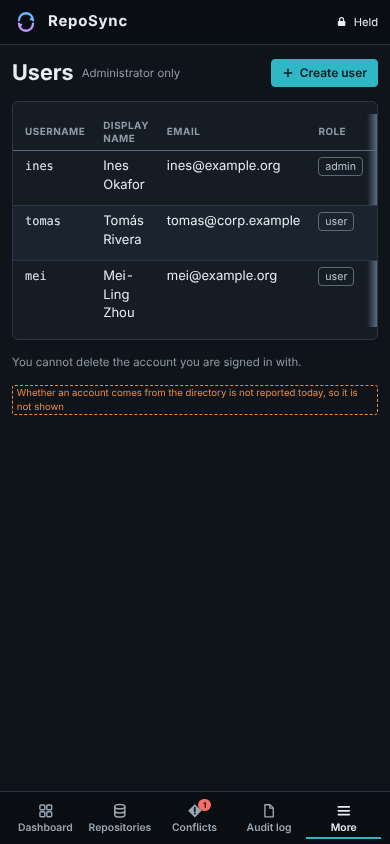 RepoSync
Held
Users Administrator only
Create user
USERNAME DISPLAY NAME EMAIL ROLE
ines Ines Okafor ines@example.org admin
tomas Tomás Rivera tomas@corp.example user
mei Mei-Ling Zhou mei@example.org user
You cannot delete the account you are signed in with.
Whether an account comes from the directory is not reported today, so it is
not shown
Dashboard Repositories Conflicts 1 Audit log More